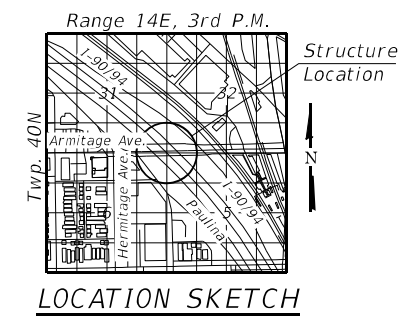 Range 14E, 3rd P.M.
Structure
Location
I-90/94
31
32
Twp. 40N
Armitage Ave.
N
Hermitage Ave.
I-90/94
Paulina
6
5
LOCATION SKETCH